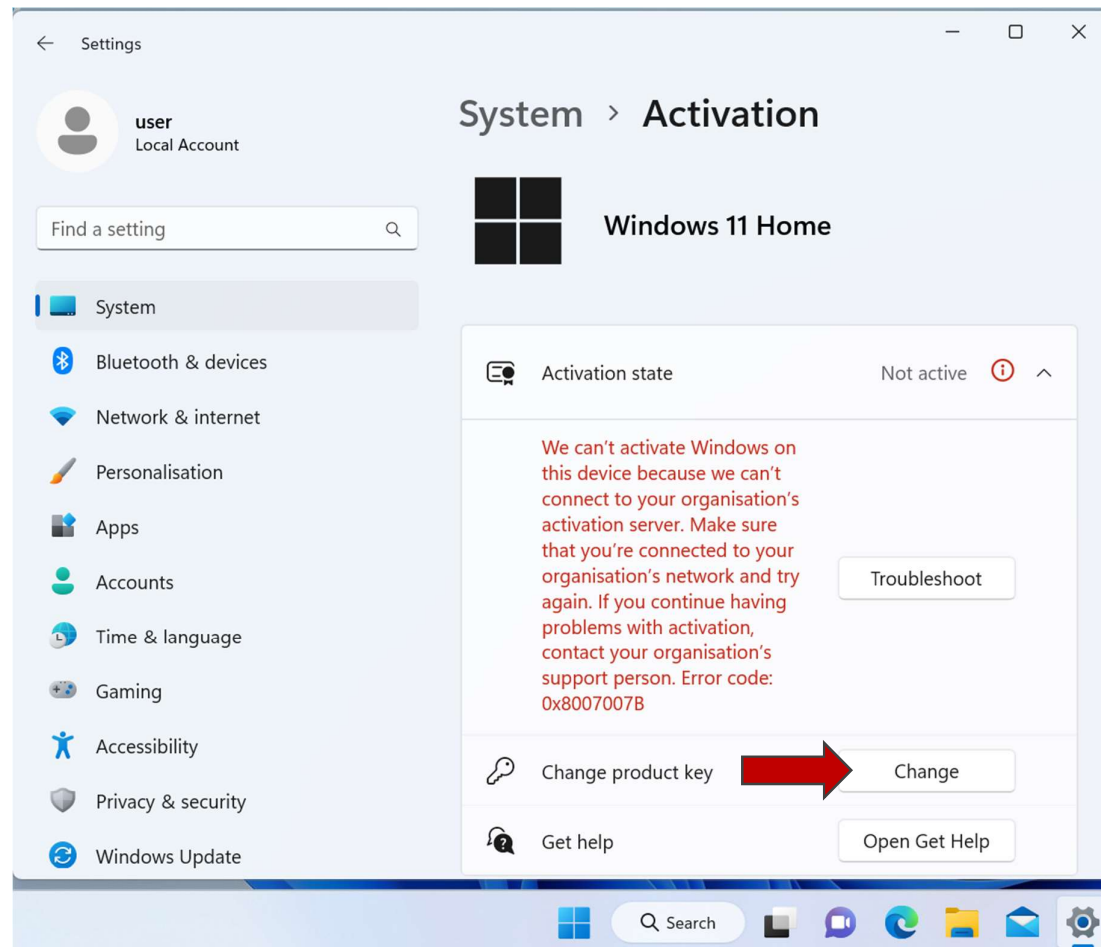 Settings
user
Local Account
System > Activation
Find a setting
Windows 11 Home
System
Bluetooth & devices
Network & internet
Personalisation
Apps
Accounts
Time & language
Gaming
Accessibility
Privacy & security
Windows Update
Activation state
Not active
We can't activate Windows on
this device because we can't
connect to your organisation's
activation server. Make sure
that you're connected to your
organisation's network and try
again. If you continue having
problems with activation,
contact your organisation's
support person. Error code:
0x8007007B
Troubleshoot
Change product key
Change
Get help
Open Get Help
Search